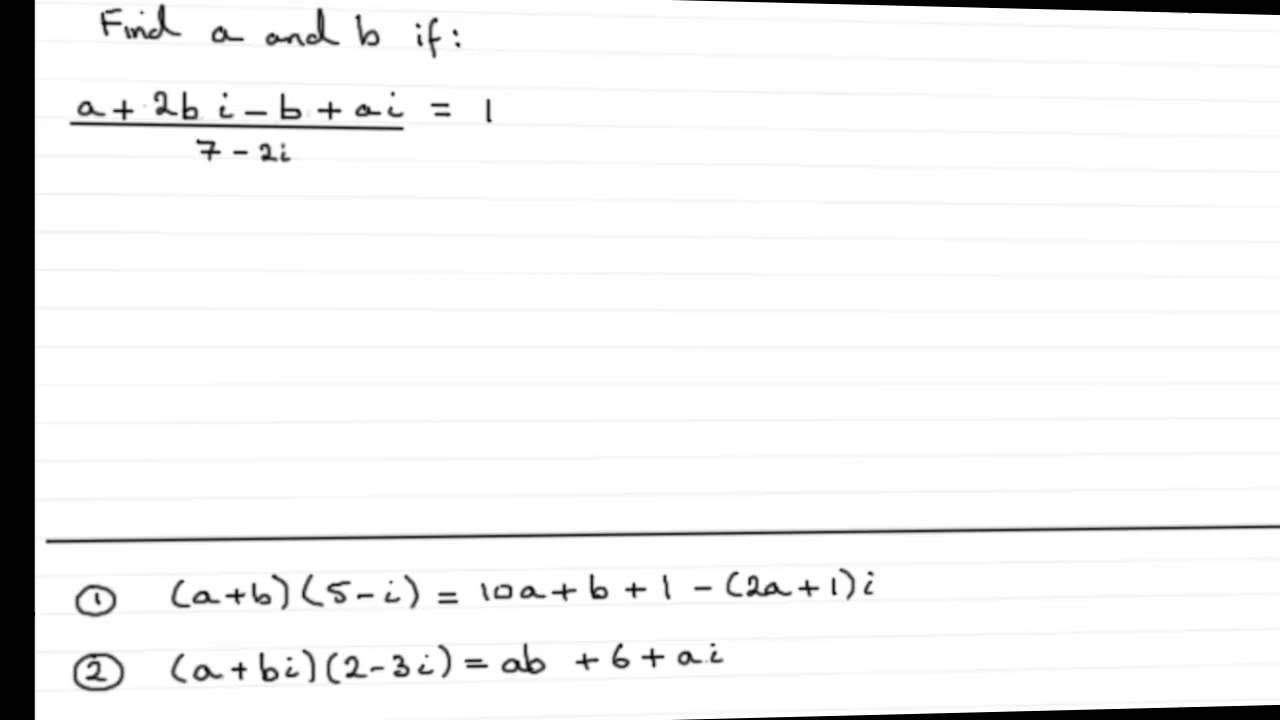 Find a and b if:
a + 2b i - b + ai = 1
7 - 2i
① (a+b)(5-i) = 10a + b + 1 - (2a+1)i
② (a+bi)(2-3i) = ab + 6 + ai